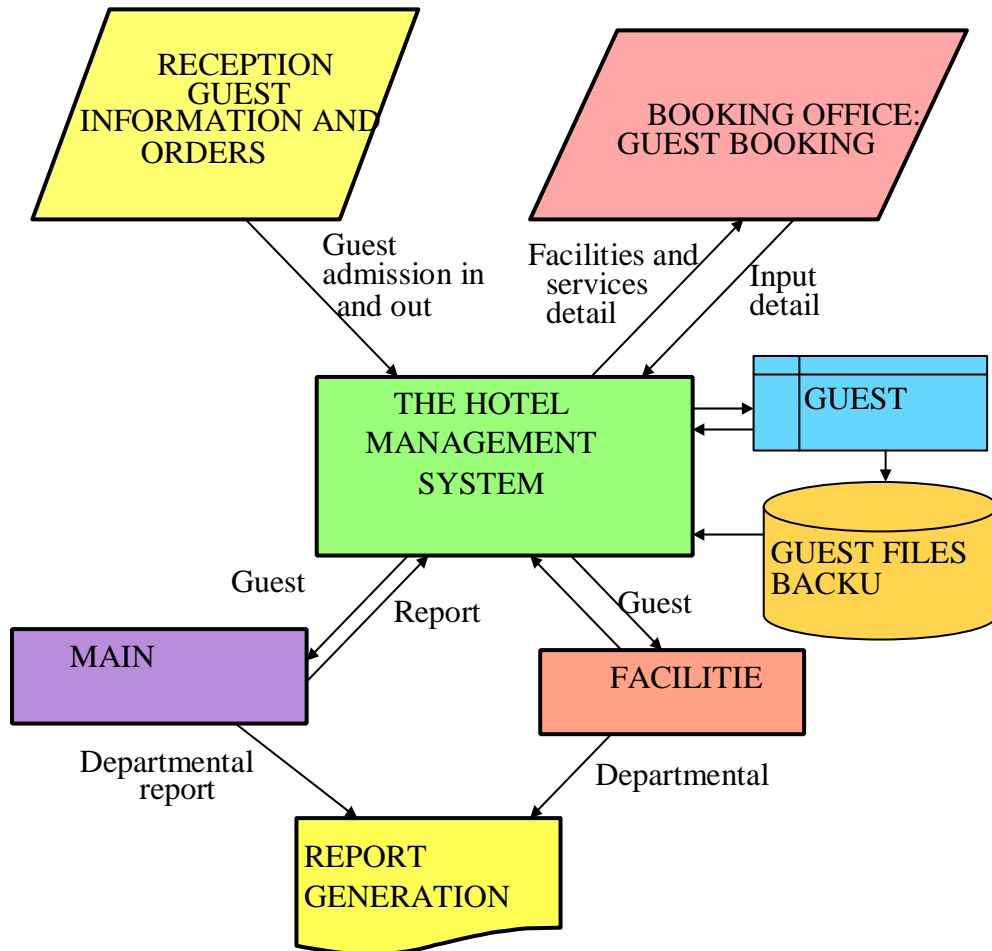 RECEPTION
GUEST
INFORMATION AND
ORDERS
BOOKING OFFICE:
GUEST BOOKING
Guest
admission in
and out
Facilities and
services
detail
Input
detail
THE HOTEL
MANAGEMENT
SYSTEM
GUEST
GUEST FILES
BACKU
Guest
Report
Guest
MAIN
FACILITIE
Departmental
report
Departmental
REPORT
GENERATION